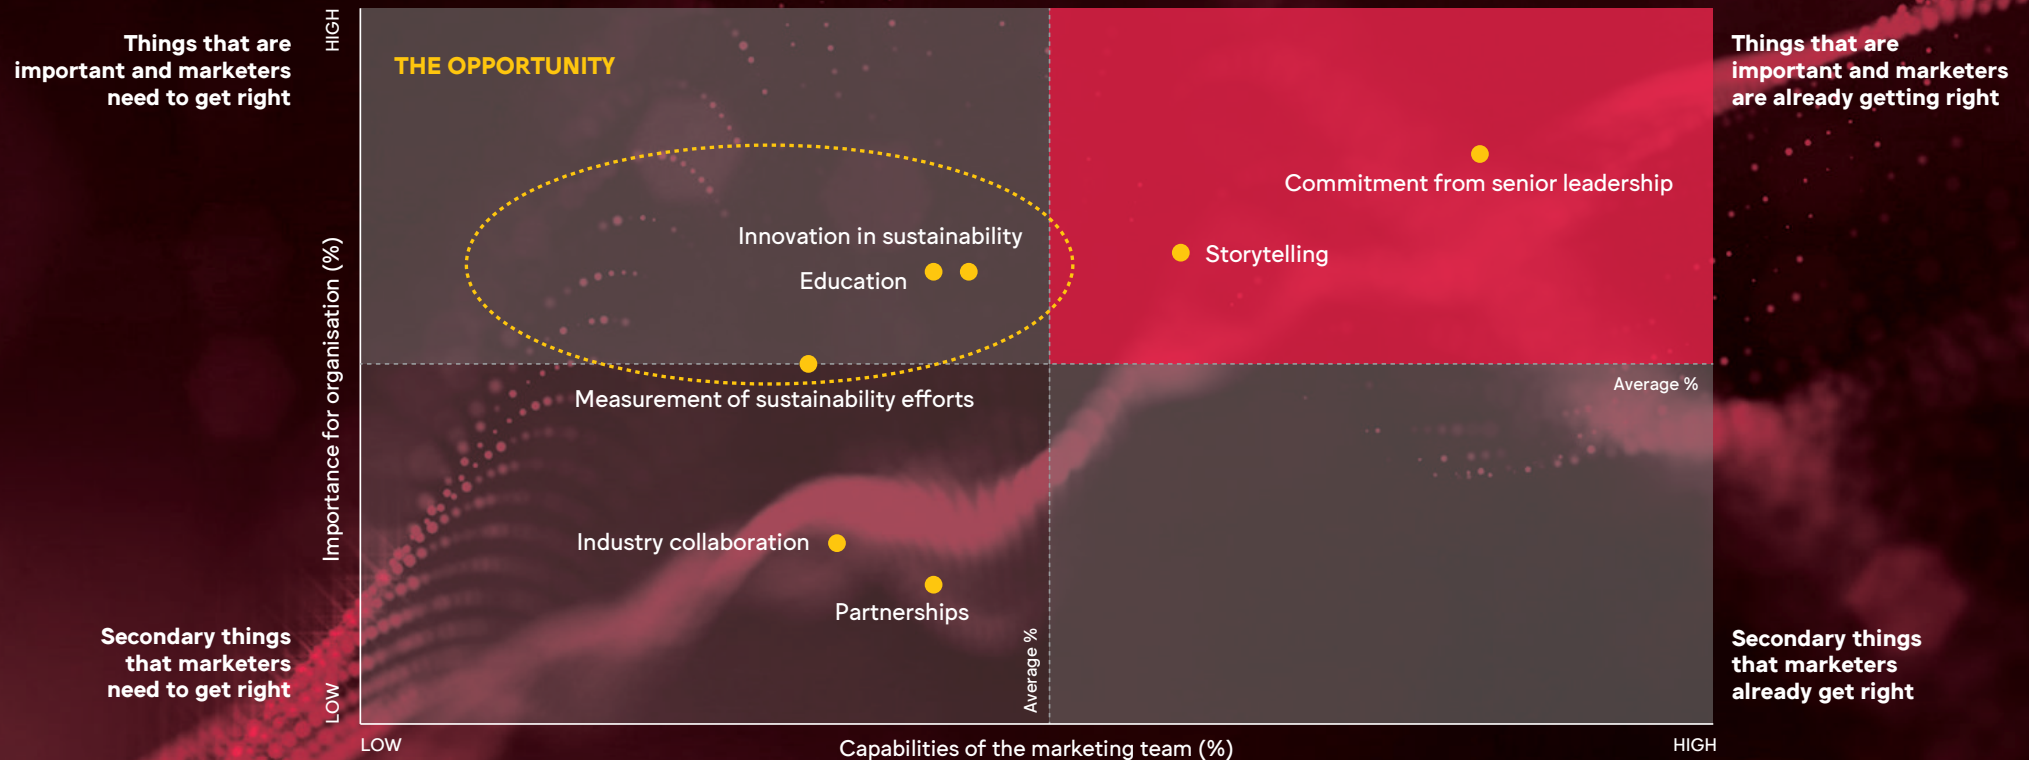 Things that are
important and marketers
need to get right
HIGH
THE OPPORTUNITY
Things that are
important and marketers
are already getting right
Commitment from senior leadership
Innovation in sustainability
Storytelling
Education
Importance for organisation (%)
Average %
Measurement of sustainability efforts
Industry collaboration
Partnerships
Secondary things
that marketers
need to get right
LOW
Average %
Secondary things
that marketers
already get right
LOW
Capabilities of the marketing team (%)
HIGH